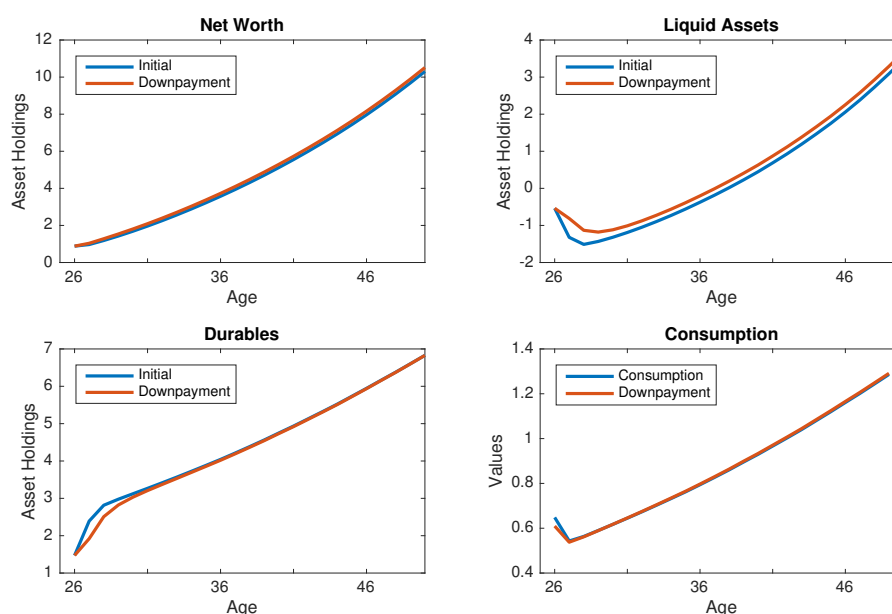 Net Worth
12
10
8
6
4
2
0
Asset Holdings
Initial
Downpayment
26
36
46
Age
Liquid Assets
4
3
2
1
0
-1
-2
Asset Holdings
Initial
Downpayment
26
36
46
Age
Durables
7
6
5
4
3
2
1
Asset Holdings
Initial
Downpayment
26
36
46
Age
Consumption
1.4
1.2
1
0.8
0.6
0.4
Values
Consumption
Downpayment
26
36
46
Age